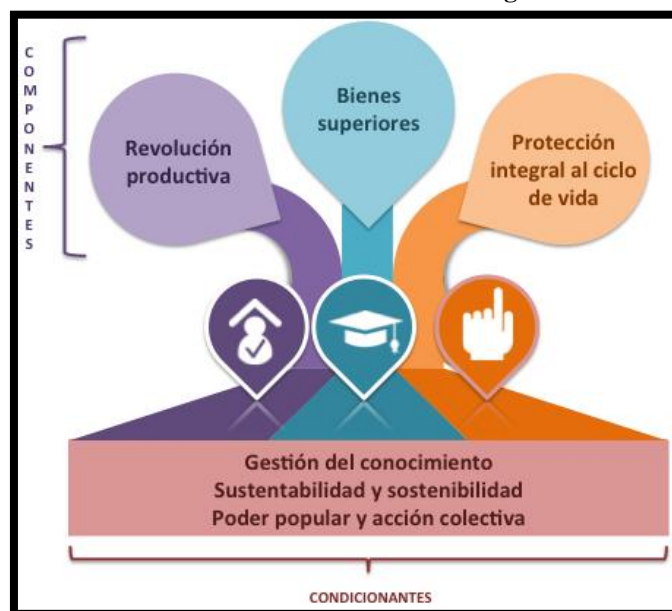 COMPONENTES
Revolución
productiva
Bienes
superiores
Protección
integral al ciclo
de vida
Gestión del conocimiento
Sustentabilidad y sostenibilidad
Poder popular y acción colectiva
CONDICIONANTES